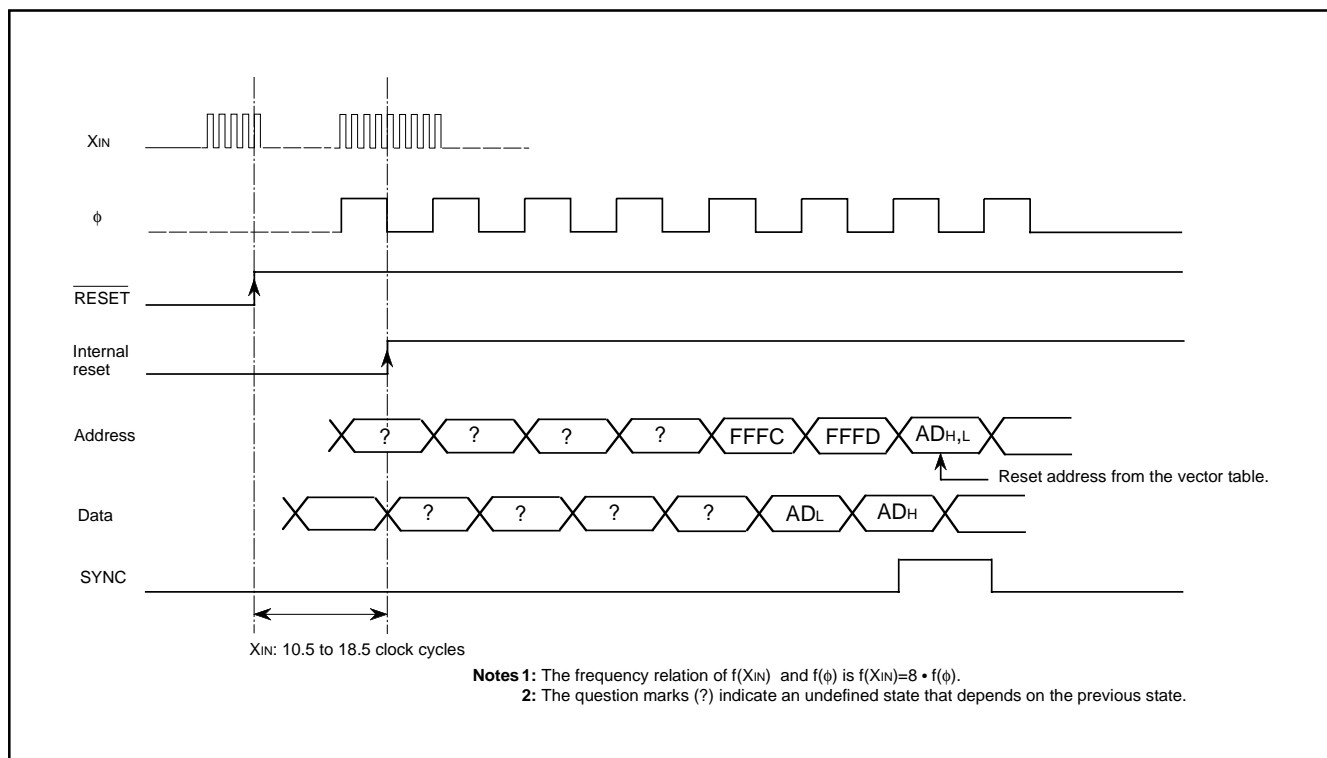 XIN
ϕ
RESET
Internal
reset
Address
? ? ? ? FFFC FFFD ADH,L
Reset address from the vector table.
Data
? ? ? ? ADL ADH
SYNC
XIN: 10.5 to 18.5 clock cycles
Notes 1: The frequency relation of f(XIN) and f(ϕ) is f(XIN)=8 • f(ϕ).
2: The question marks (?) indicate an undefined state that depends on the previous state.